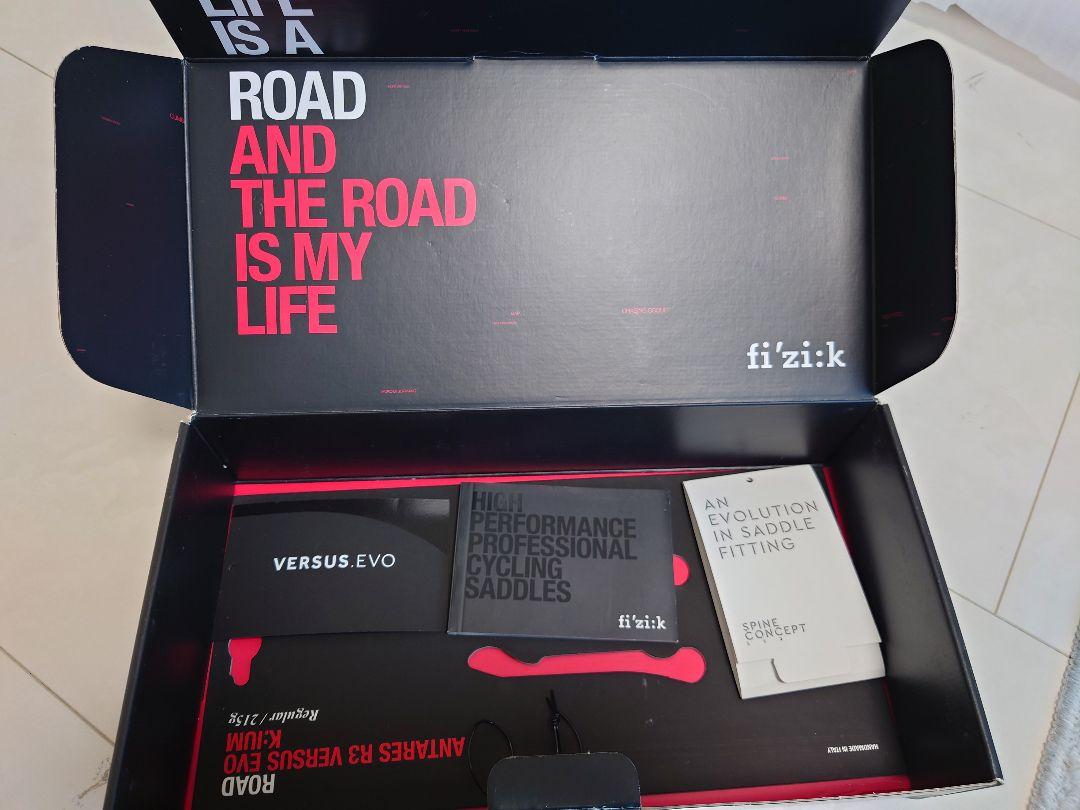 LIFE
IS A
ROAD
AND
THE ROAD
IS MY
LIFE
fi'zi:k
VERSUS.EVO
HIGH
PERFORMANCE
PROFESSIONAL
CYCLING
SADDLES
fi'zi:k
AN
EVOLUTION
IN SADDLE
FITTING
SPINE
CONCEPT
ROAD
ANTARES R3 VERSUS EVO
K:IUM
Regular / 215g
HANDMADE IN ITALY